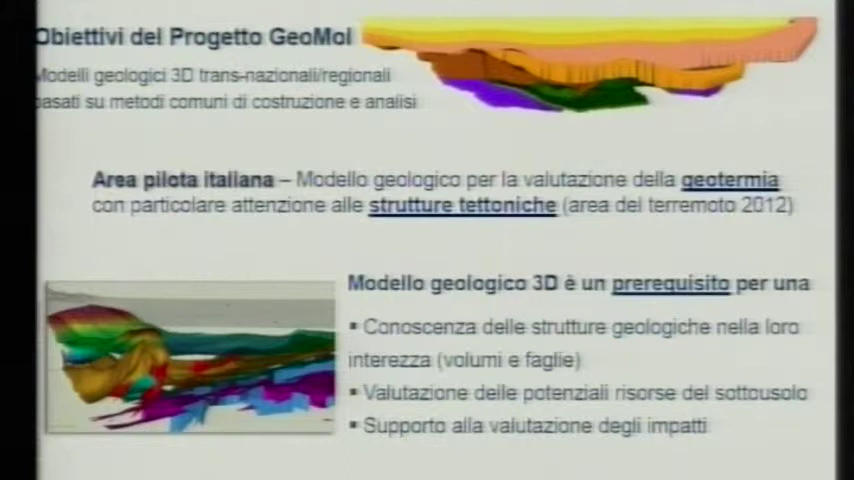 Obiettivi del Progetto GeoMol
Modelli geologici 3D trans-nazionali/regionali
basati su metodi comuni di costruzione e analisi
Area pilota italiana – Modello geologico per la valutazione della geotermia
con particolare attenzione alle strutture tettoniche (area del terremoto 2012)
Modello geologico 3D è un prerequisito per una
▪ Conoscenza delle strutture geologiche nella loro
interezza (volumi e faglie)
▪ Valutazione delle potenziali risorse del sottousolo
▪ Supporto alla valutazione degli impatti